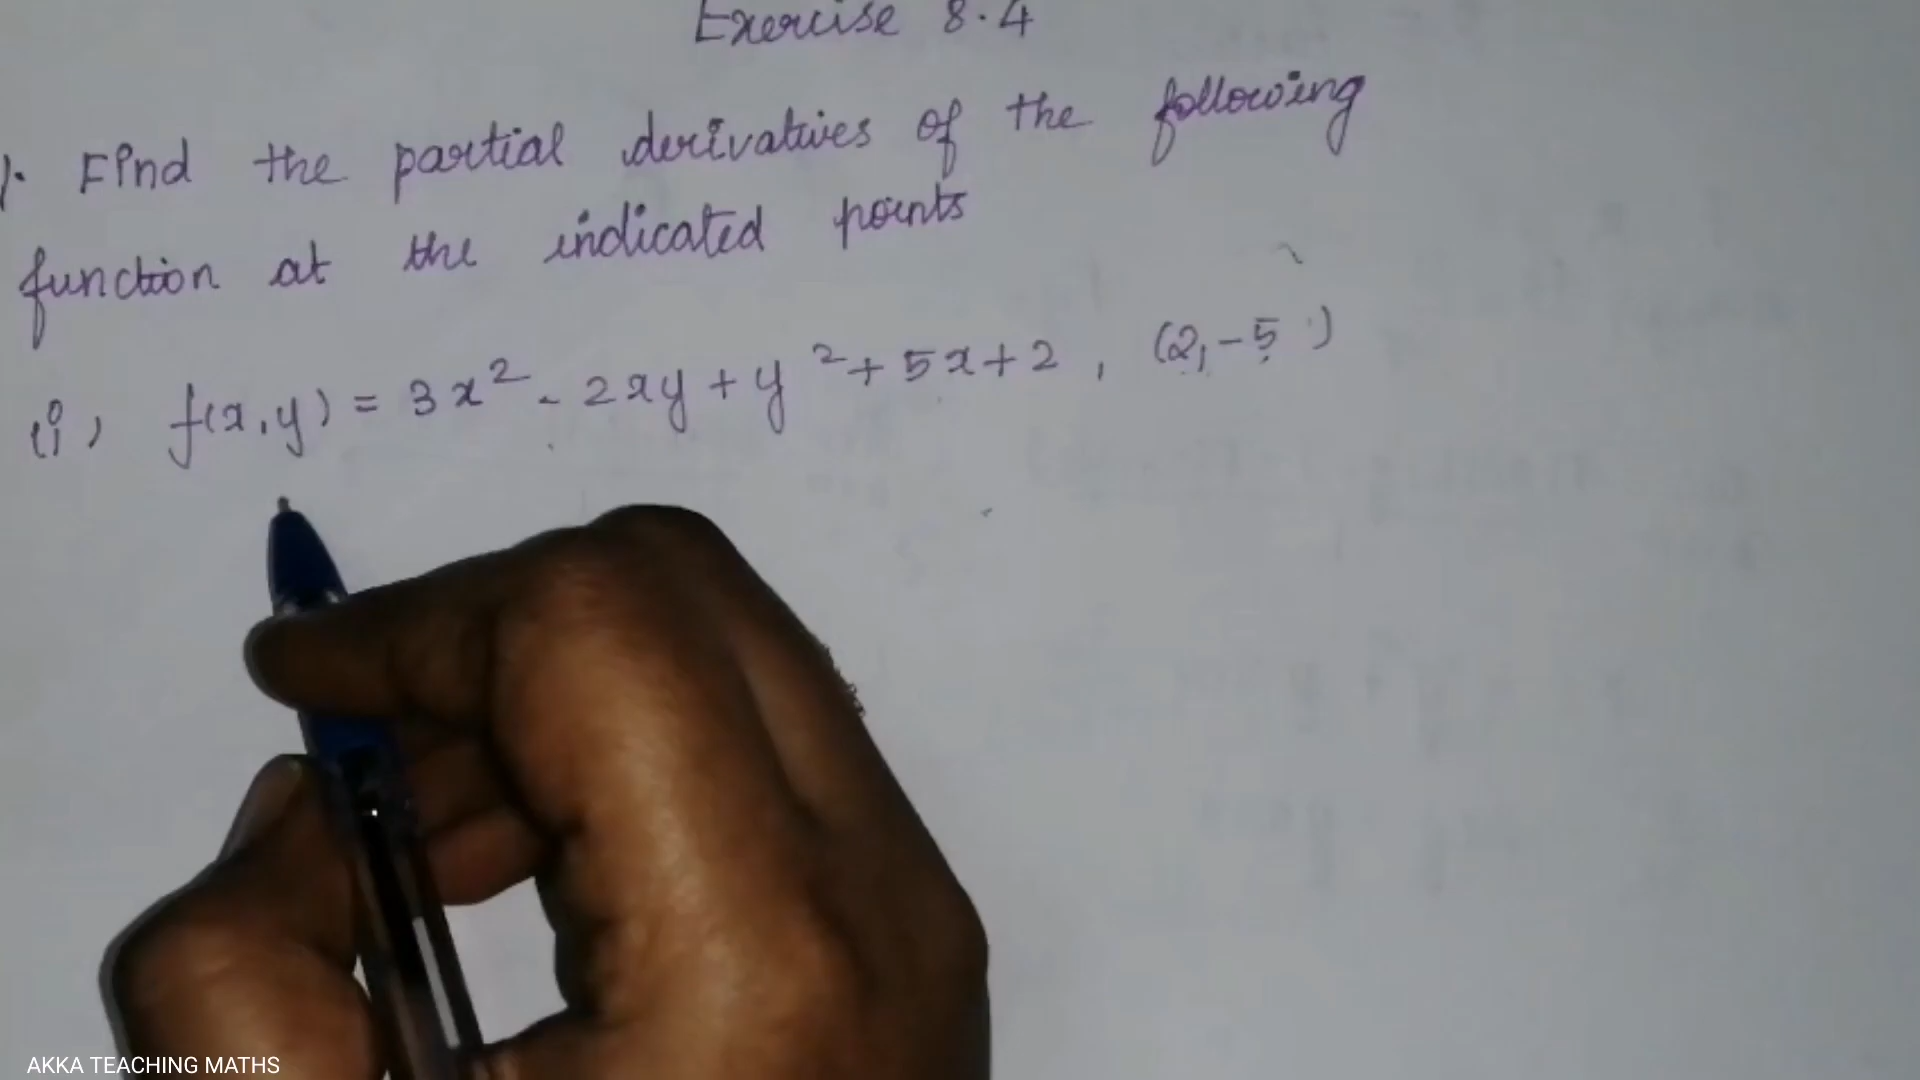 Exercise 8.4
1. Find the partial derivatives of the following
function at the indicated points
(i) f(x,y) = 3x² - 2xy + y² + 5x + 2, (2,-5)
AKKA TEACHING MATHS